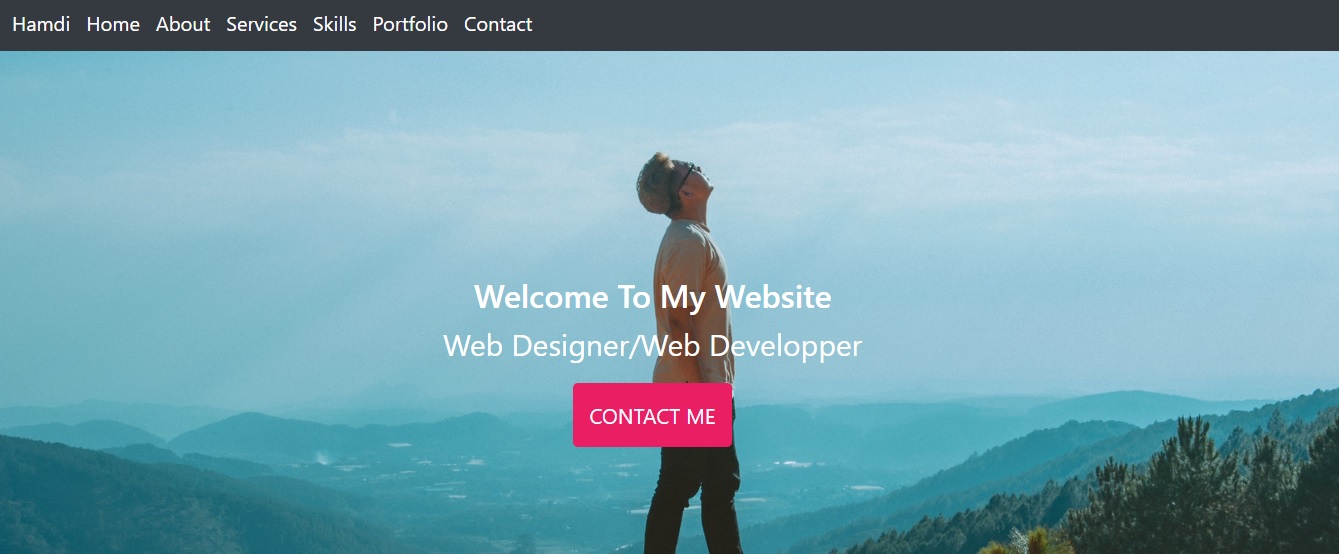 Hamdi Home About Services Skills Portfolio Contact
Welcome To My Website
Web Designer/Web Developper
CONTACT ME